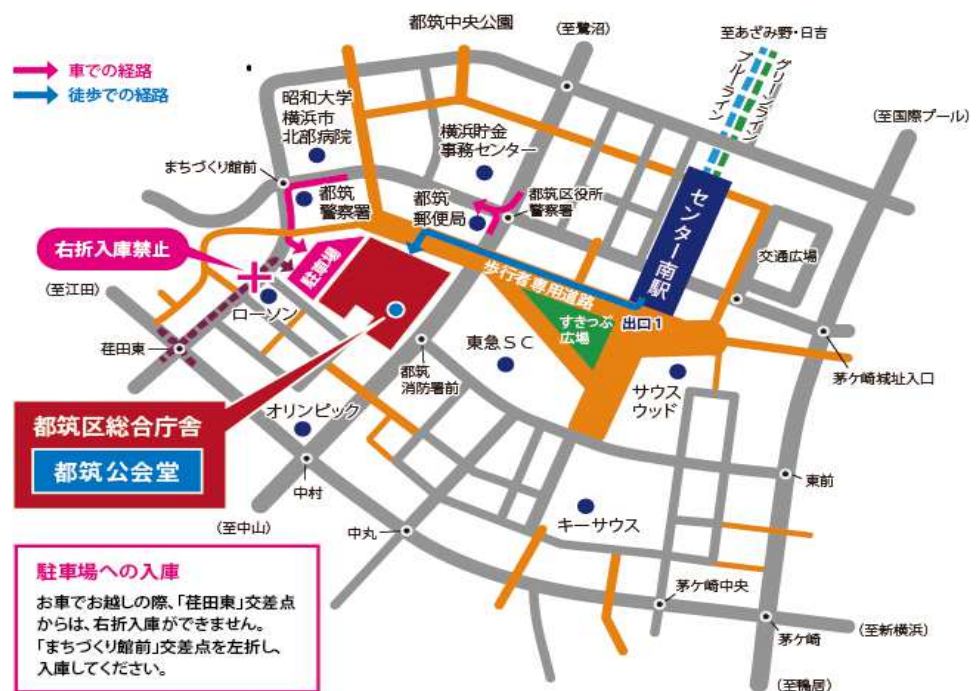 都筑中央公園
(至鷺沼)
至あざみ野・日吉
グリーンライン
ブルーライン
車での経路
徒歩での経路
昭和大学
横浜市
北部病院
横浜貯金
事務センター
(至国際プール)
まちづくり館前
都筑
警察署
都筑
郵便局
都筑区役所
警察署
センター南駅
右折入庫禁止
駐車場
歩行者専用道路
交通広場
(至江田)
ローソン
すきっぷ
広場
出口1
荏田東
東急SC
都筑
消防署前
サウス
ウッド
茅ケ崎城址入口
都筑区総合庁舎
都筑公会堂
オリンピック
中村
東前
(至中山)
中丸
キーサウス
駐車場への入庫
お車でお越しの際、「荏田東」交差点
からは、右折入庫ができません。
「まちづくり館前」交差点を左折し、
入庫してください。
茅ケ崎中央
茅ケ崎
(至新横浜)
(至鴨居)